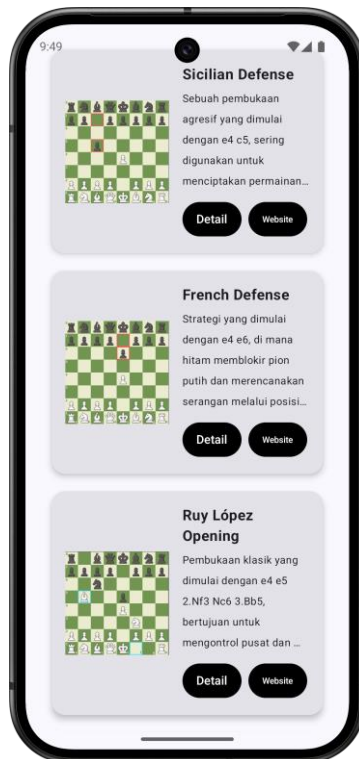 9:49
Sicilian Defense
Sebuah pembukaan
agresif yang dimulai
dengan e4 c5, sering
digunakan untuk
menciptakan permainan…
Detail
Website
French Defense
Strategi yang dimulai
dengan e4 e6, di mana
hitam memblokir pion
putih dan merencanakan
serangan melalui posisi…
Detail
Website
Ruy López
Opening
Pembukaan klasik yang
dimulai dengan e4 e5
2.Nf3 Nc6 3.Bb5,
bertujuan untuk
mengontrol pusat dan …
Detail
Website